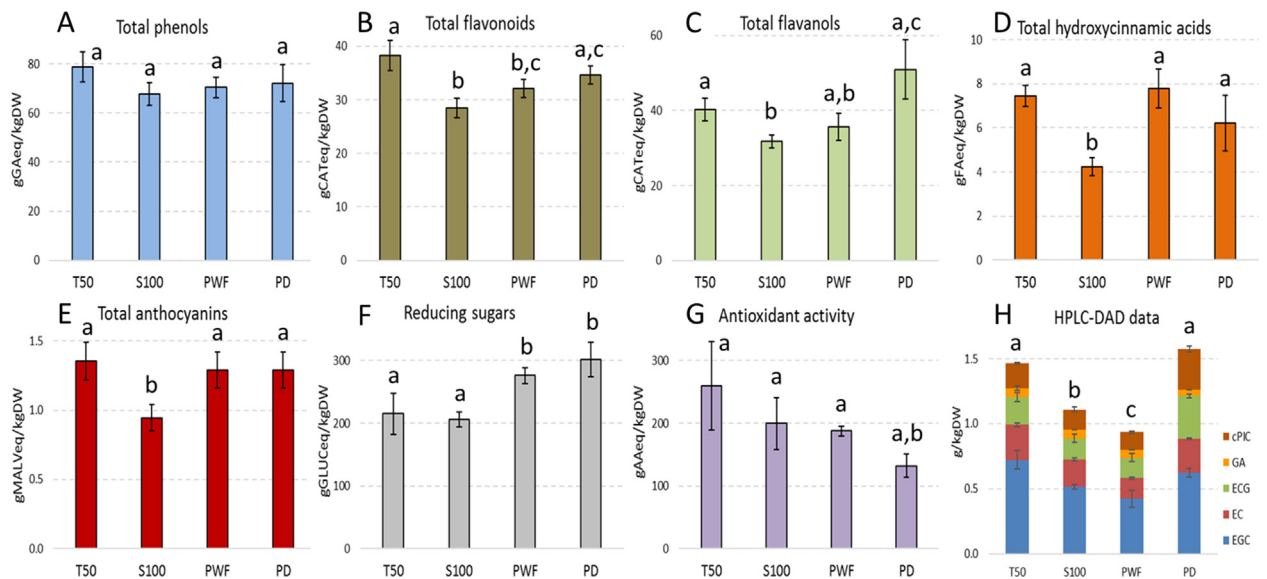 A Total phenols
gGAeq/kgDW
80
60
40
20
0
a a a a
T50 S100 PWF PD
B Total flavonoids
gCATeq/kgDW
40
30
20
10
0
a b b,c a,c
T50 S100 PWF PD
C Total flavanols
gCATeq/kgDW
60
40
20
0
a b a,b a,c
T50 S100 PWF PD
D Total hydroxycinnamic acids
gFAeq/kgDW
10
8
6
4
2
0
a b a a
T50 S100 PWF PD
E Total anthocyanins
gMALVeq/kgDW
1.5
1.0
0.5
0.0
a b a a
T50 S100 PWF PD
F Reducing sugars
gGLUCeq/kgDW
300
200
100
0
a a b b
T50 S100 PWF PD
G Antioxidant activity
gAAeq/kgDW
300
200
100
0
a a a a,b
T50 S100 PWF PD
H HPLC-DAD data
g/kgDW
1.5
1.0
0.5
0.0
a b c a
T50 S100 PWF PD
cPIC
GA
ECG
EC
EGC